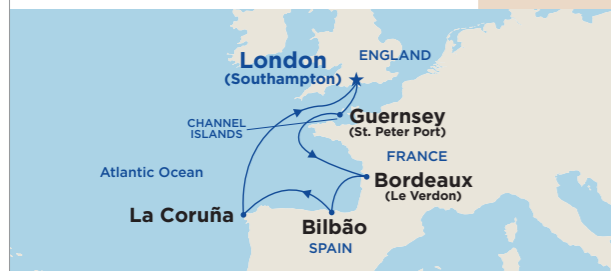 London
(Southampton)
ENGLAND
CHANNEL
ISLANDS
Guernsey
(St. Peter Port)
FRANCE
Atlantic Ocean
Bordeaux
(Le Verdon)
La Coruña
Bilbão
SPAIN